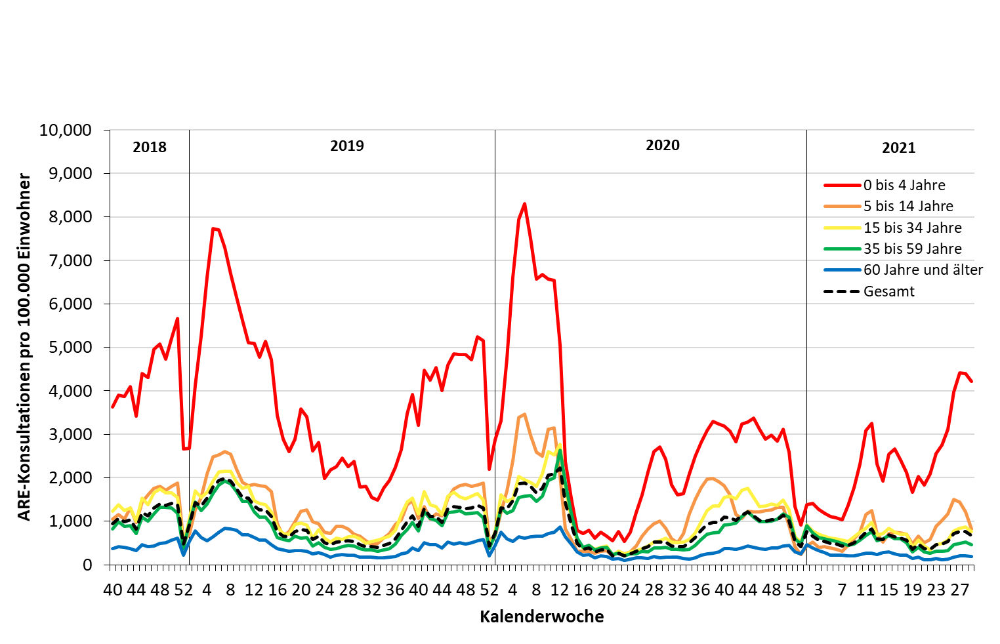 10,000
9,000
8,000
7,000
6,000
5,000
4,000
3,000
2,000
1,000
0
ARE-Konsultationen pro 100.000 Einwohner
2018 2019 2020 2021
0 bis 4 Jahre
5 bis 14 Jahre
15 bis 34 Jahre
35 bis 59 Jahre
60 Jahre und älter
Gesamt
40 44 48 52 4 8 12 16 20 24 28 32 36 40 44 48 52 4 8 12 16 20 24 28 32 36 40 44 48 52 3 7 11 15 19 23 27
Kalenderwoche